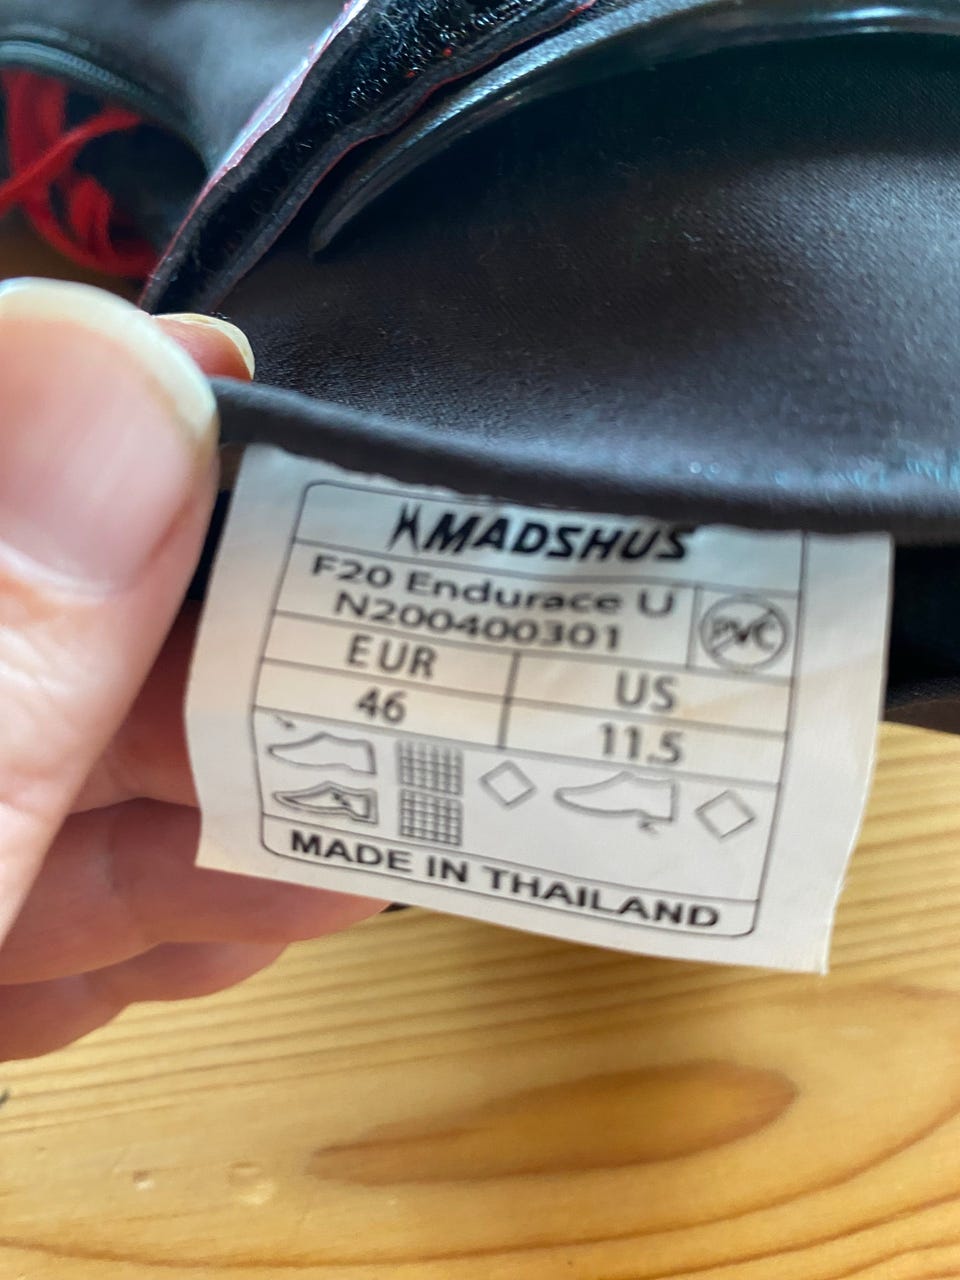 MADSHUS
F20 Endurace U
N200400301
PVC
EUR US
46 11.5
MADE IN THAILAND